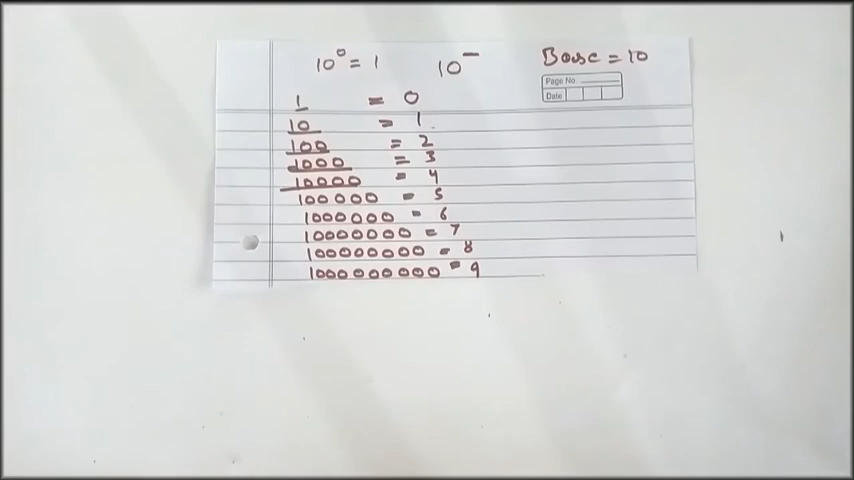 10⁰ = 1 10⁻ Base = 10
Page No.
Date
1 = 0
10 = 1
100 = 2
1000 = 3
10000 = 4
100000 = 5
1000000 = 6
10000000 = 7
100000000 = 8
1000000000 = 9